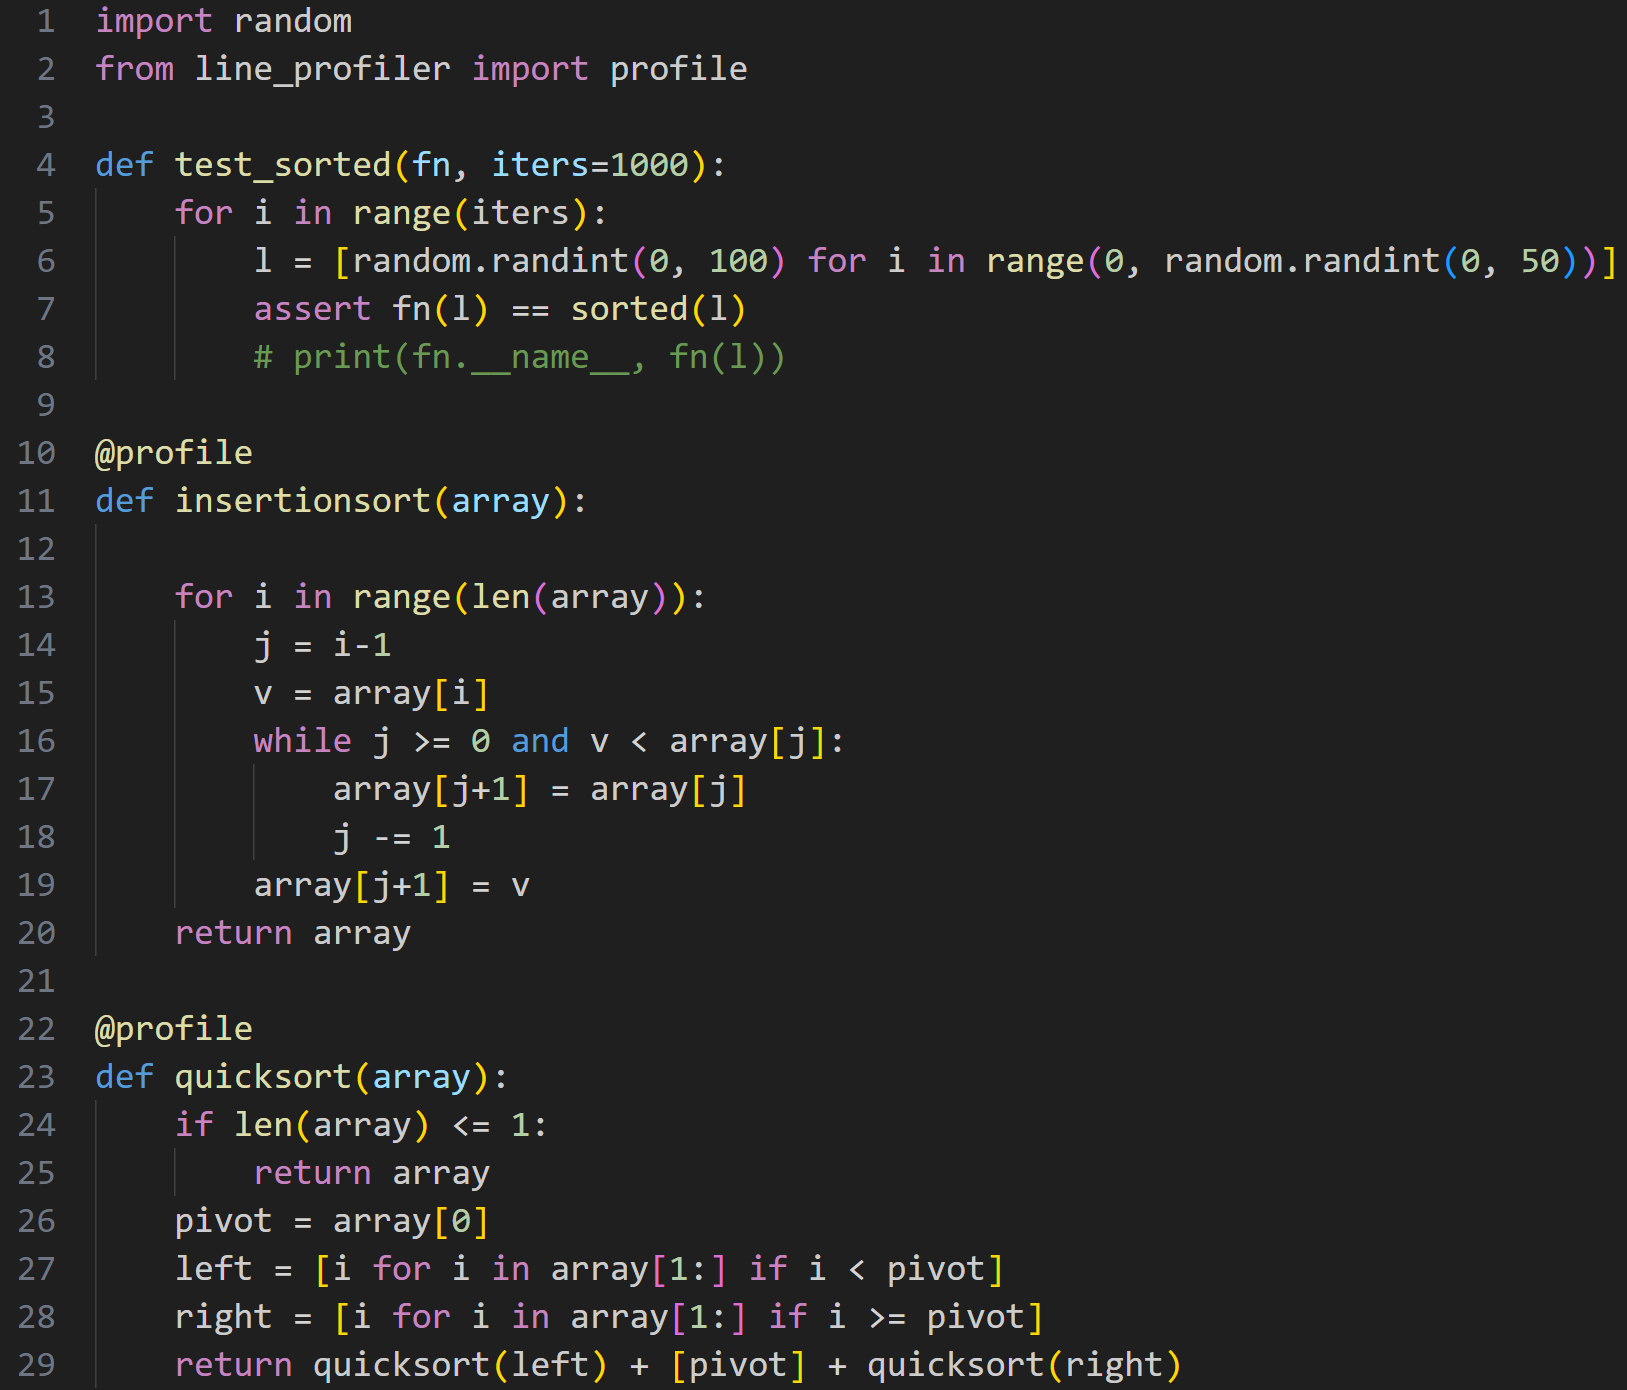 1 import random
2 from line_profiler import profile
3
4 def test_sorted(fn, iters=1000):
5     for i in range(iters):
6         l = [random.randint(0, 100) for i in range(0, random.randint(0, 50))]
7         assert fn(l) == sorted(l)
8         # print(fn.__name__, fn(l))
9
10 @profile
11 def insertionsort(array):
12
13     for i in range(len(array)):
14         j = i-1
15         v = array[i]
16         while j >= 0 and v < array[j]:
17             array[j+1] = array[j]
18             j -= 1
19         array[j+1] = v
20     return array
21
22 @profile
23 def quicksort(array):
24     if len(array) <= 1:
25         return array
26     pivot = array[0]
27     left = [i for i in array[1:] if i < pivot]
28     right = [i for i in array[1:] if i >= pivot]
29     return quicksort(left) + [pivot] + quicksort(right)